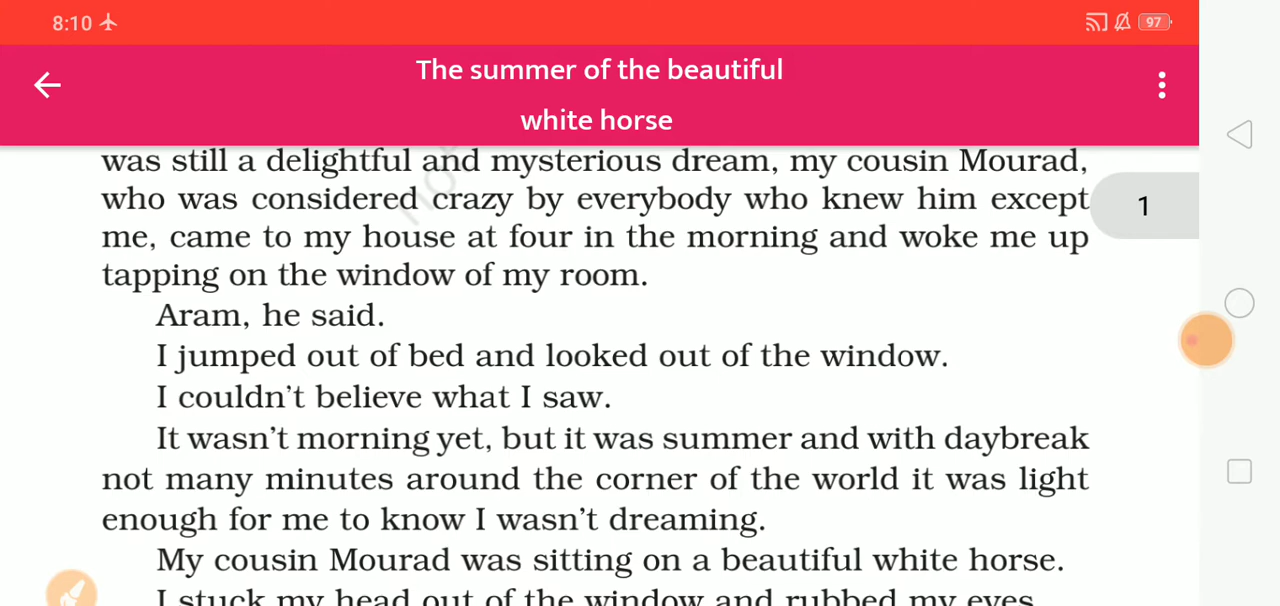 8:10
97
The summer of the beautiful
white horse
was still a delightful and mysterious dream, my cousin Mourad,
who was considered crazy by everybody who knew him except
1
me, came to my house at four in the morning and woke me up
tapping on the window of my room.
Aram, he said.
I jumped out of bed and looked out of the window.
I couldn't believe what I saw.
It wasn't morning yet, but it was summer and with daybreak
not many minutes around the corner of the world it was light
enough for me to know I wasn't dreaming.
My cousin Mourad was sitting on a beautiful white horse.
I stuck my head out of the window and rubbed my eyes.